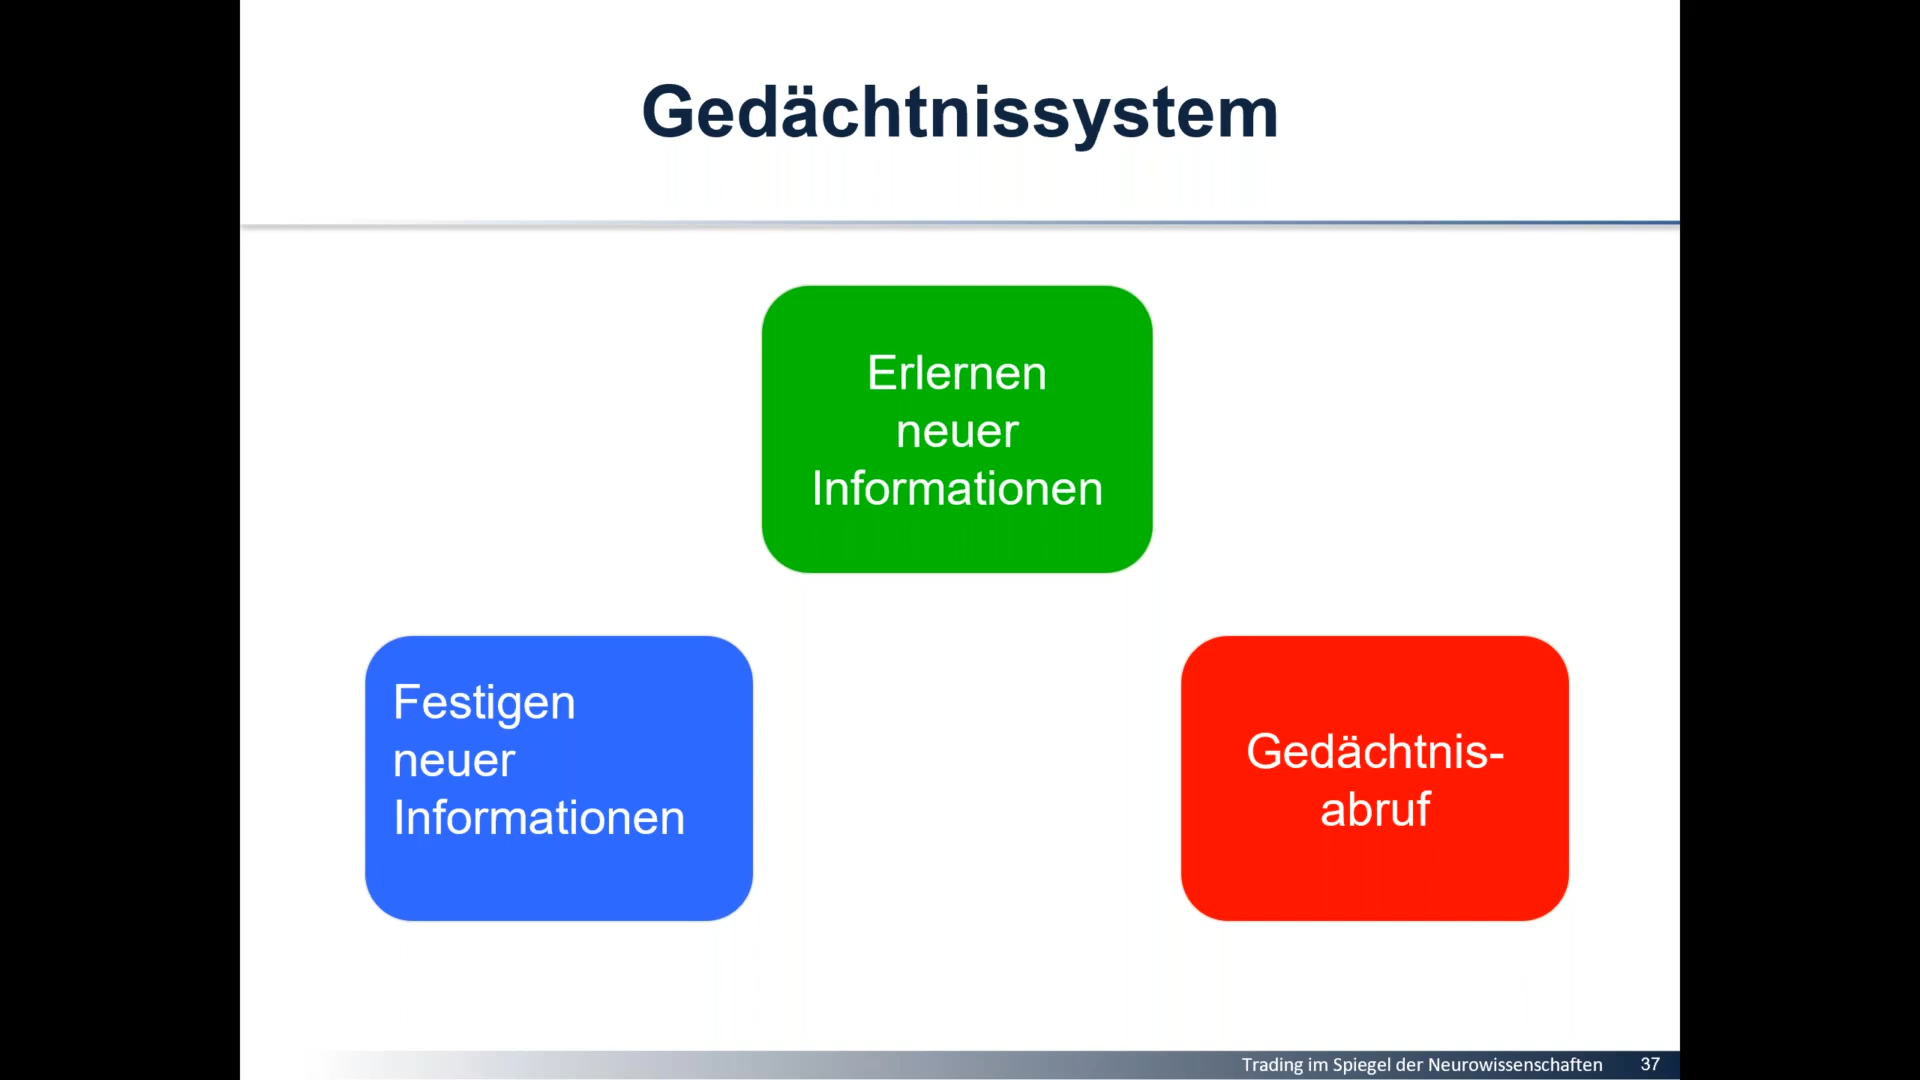 Gedächtnissystem
Erlernen
neuer
Informationen
Festigen
neuer
Informationen
Gedächtnis-
abruf
Trading im Spiegel der Neurowissenschaften 37